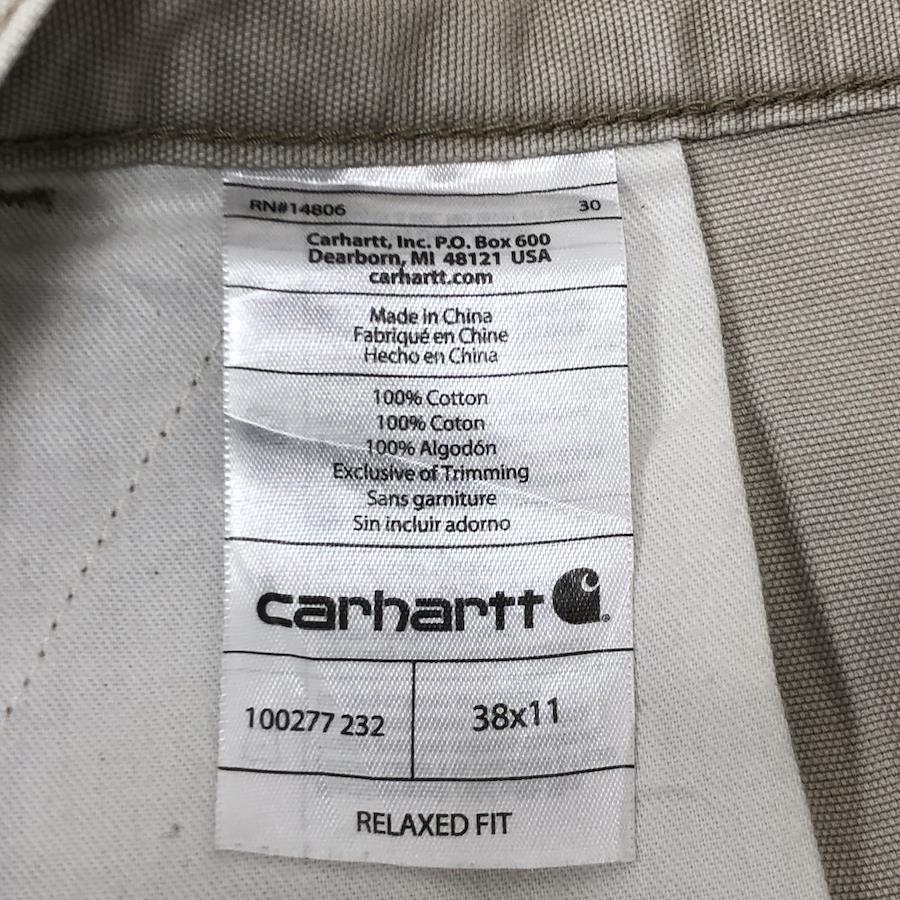 RN#14806 30
Carhartt, Inc. P.O. Box 600
Dearborn, MI 48121 USA
carhartt.com
Made in China
Fabriqué en Chine
Hecho en China
100% Cotton
100% Coton
100% Algodón
Exclusive of Trimming
Sans garniture
Sin incluir adorno
carhartt®
100277 232 38x11
RELAXED FIT